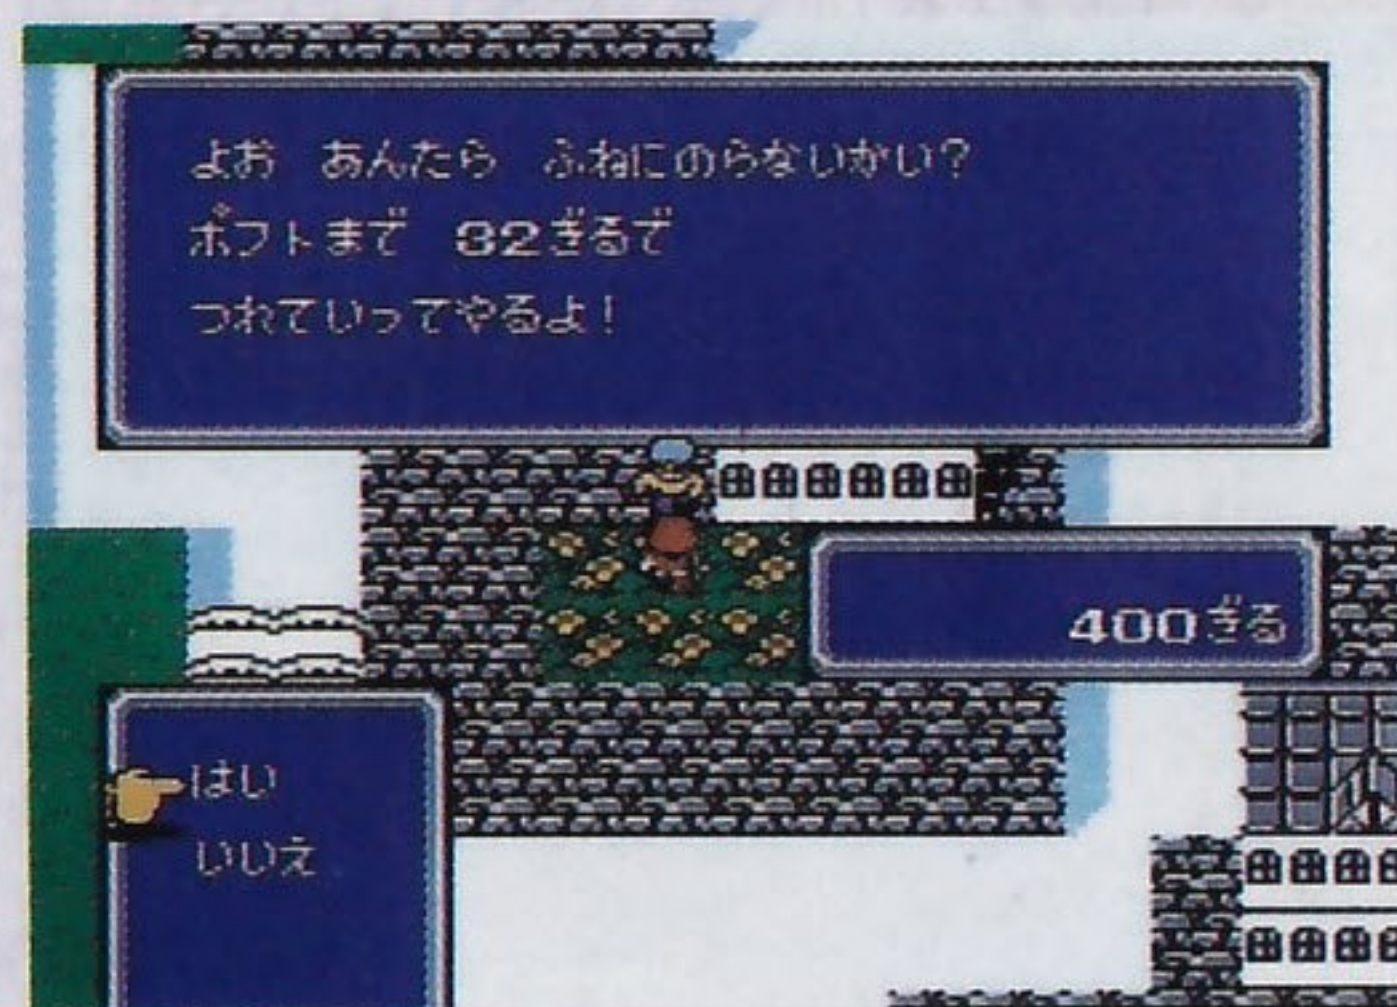 よお　あんたら　ふねにのらないかい？
ポフトまで　32ぎるで
つれていってやるよ！
400ぎる
はい
いいえ